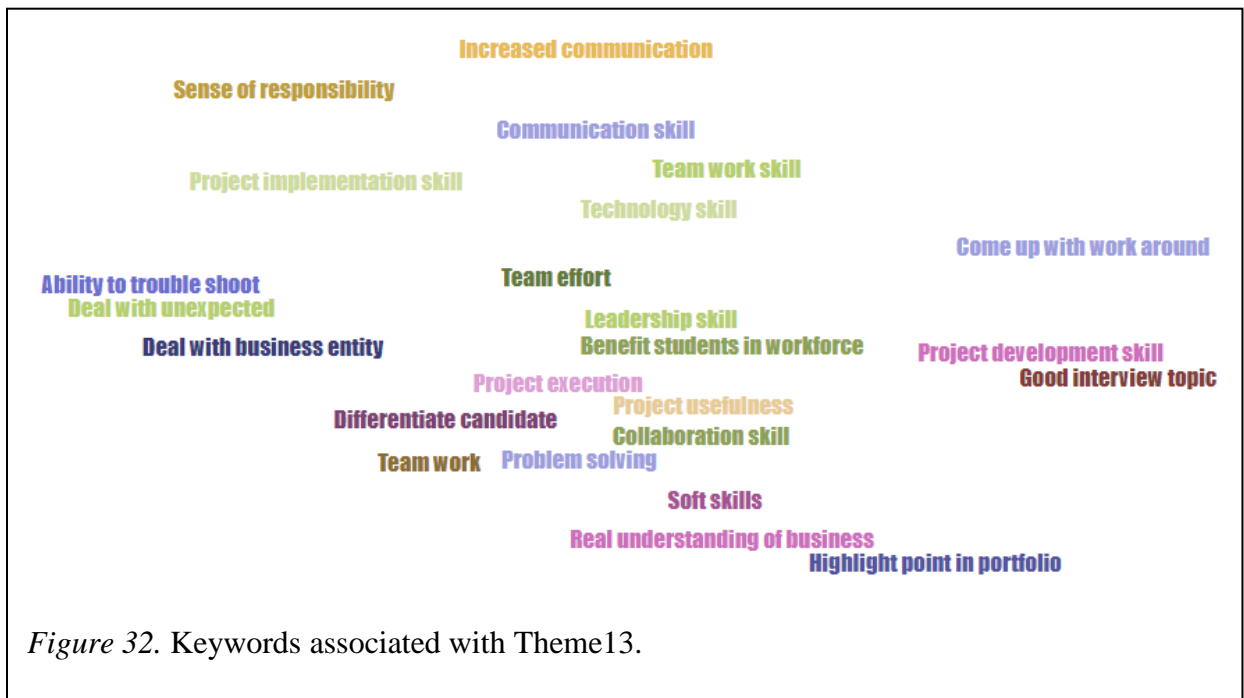 Increased communication
Sense of responsibility
Communication skill
Team work skill
Project implementation skill
Technology skill
Come up with work around
Team effort
Ability to trouble shoot
Deal with unexpected
Leadership skill
Deal with business entity
Benefit students in workforce
Project development skill
Good interview topic
Project execution
Project usefulness
Differentiate candidate
Collaboration skill
Team work
Problem solving
Soft skills
Real understanding of business
Highlight point in portfolio
Figure 32. Keywords associated with Theme13.